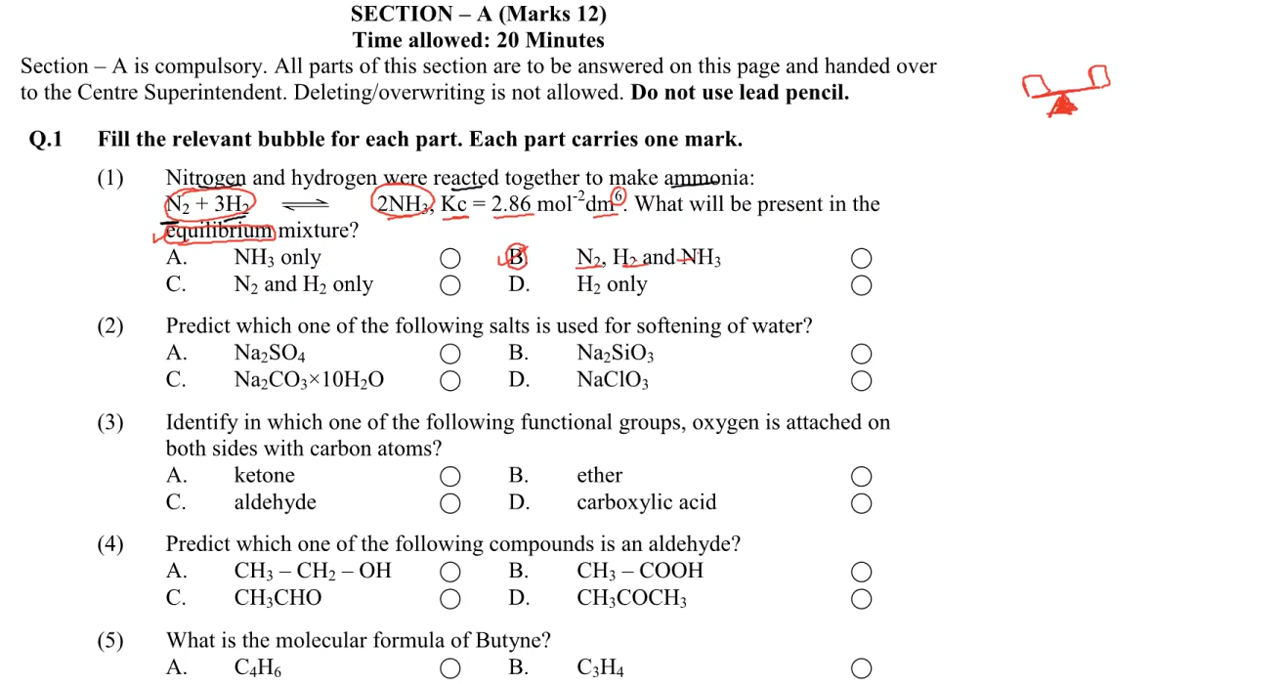 SECTION – A (Marks 12)
Time allowed: 20 Minutes
Section – A is compulsory. All parts of this section are to be answered on this page and handed over
to the Centre Superintendent. Deleting/overwriting is not allowed. Do not use lead pencil.
Q.1 Fill the relevant bubble for each part. Each part carries one mark.
(1) Nitrogen and hydrogen were reacted together to make ammonia:
N₂ + 3H₂ ⇌ 2NH₃, Kc = 2.86 mol⁻²dm⁶. What will be present in the
equilibrium mixture?
A. NH₃ only ○ B N₂, H₂ and NH₃ ○
C. N₂ and H₂ only ○ D. H₂ only ○
(2) Predict which one of the following salts is used for softening of water?
A. Na₂SO₄ ○ B. Na₂SiO₃ ○
C. Na₂CO₃×10H₂O ○ D. NaClO₃ ○
(3) Identify in which one of the following functional groups, oxygen is attached on
both sides with carbon atoms?
A. ketone ○ B. ether ○
C. aldehyde ○ D. carboxylic acid ○
(4) Predict which one of the following compounds is an aldehyde?
A. CH₃ – CH₂ – OH ○ B. CH₃ – COOH ○
C. CH₃CHO ○ D. CH₃COCH₃ ○
(5) What is the molecular formula of Butyne?
A. C₄H₆ ○ B. C₃H₄ ○